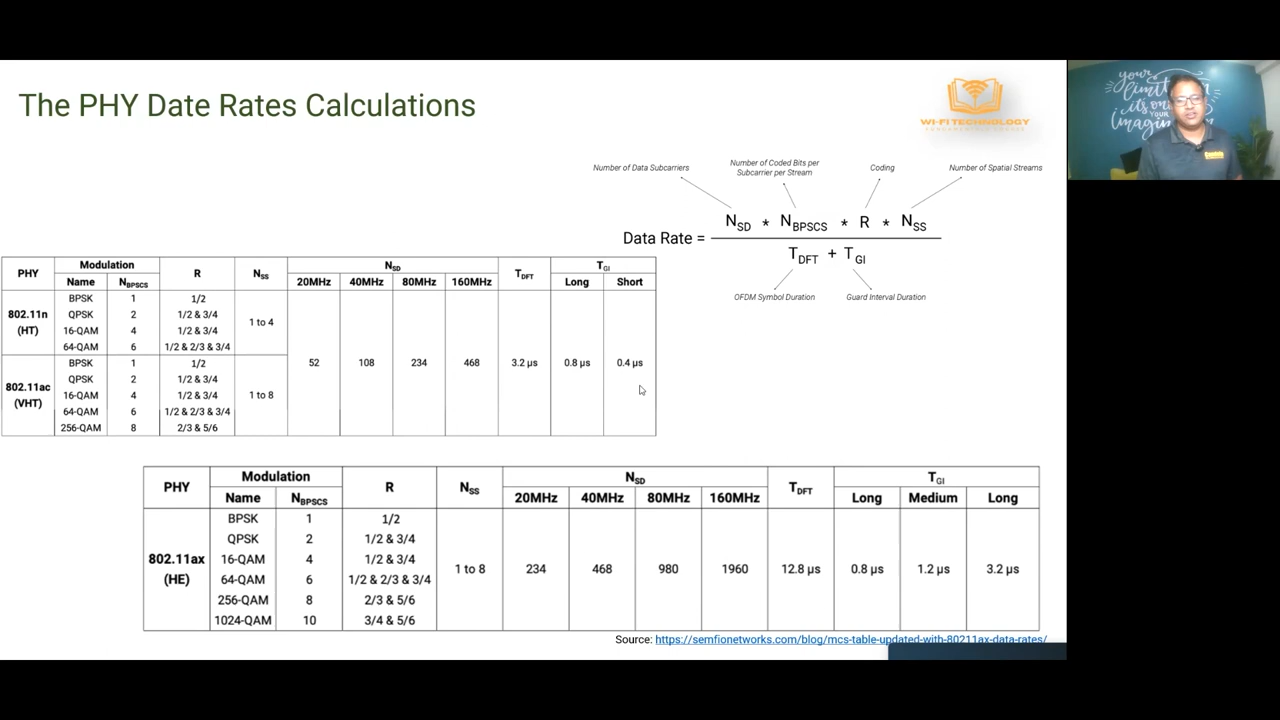 The PHY Date Rates Calculations
WI-FI TECHNOLOGY
your
limit
it's only
YOUR
Number of Data Subcarriers
Number of Coded Bits per
Subcarrier per Stream
Coding
Number of Spatial Streams
Data Rate =
NSD * NBPSCS * R * NSS
TDFT + TGI
OFDM Symbol Duration
Guard Interval Duration
PHY Modulation R NSS NSD TDFT TGI
Name NBPSCS 20MHz 40MHz 80MHz 160MHz Long Short
802.11n
(HT)
BPSK 1 1/2
QPSK 2 1/2 & 3/4
16-QAM 4 1/2 & 3/4
64-QAM 6 1/2 & 2/3 & 3/4
1 to 4
802.11ac
(VHT)
BPSK 1 1/2
QPSK 2 1/2 & 3/4
16-QAM 4 1/2 & 3/4
64-QAM 6 1/2 & 2/3 & 3/4
256-QAM 8 2/3 & 5/6
1 to 8
52 108 234 468 3.2 µs 0.8 µs 0.4 µs
PHY Modulation R NSS NSD TDFT TGI
Name NBPSCS 20MHz 40MHz 80MHz 160MHz Long Medium Long
802.11ax
(HE)
BPSK 1 1/2
QPSK 2 1/2 & 3/4
16-QAM 4 1/2 & 3/4
64-QAM 6 1/2 & 2/3 & 3/4
256-QAM 8 2/3 & 5/6
1024-QAM 10 3/4 & 5/6
1 to 8 234 468 980 1960 12.8 µs 0.8 µs 1.2 µs 3.2 µs
Source: https://semfionetworks.com/blog/mcs-table-updated-with-80211ax-data-rates/